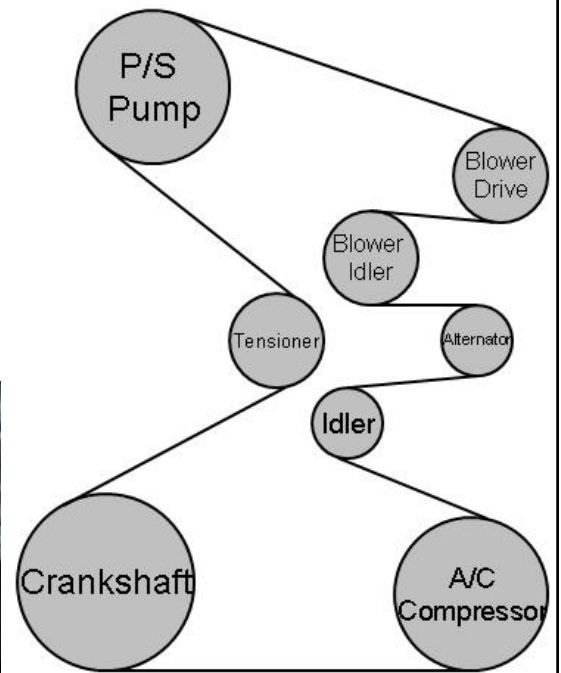 P/S
Pump
Blower
Drive
Blower
Idler
Tensioner
Alternator
Idler
Crankshaft
A/C
Compressor